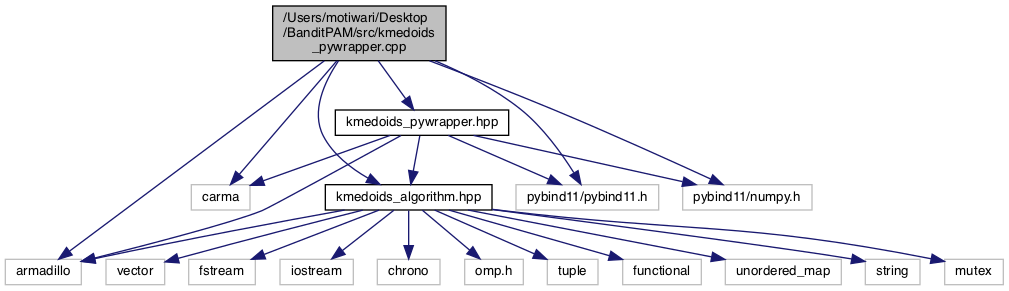 /Users/motiwari/Desktop
/BanditPAM/src/kmedoids
_pywrapper.cpp
kmedoids_pywrapper.hpp
carma
kmedoids_algorithm.hpp
pybind11/pybind11.h
pybind11/numpy.h
armadillo
vector
fstream
iostream
chrono
omp.h
tuple
functional
unordered_map
string
mutex